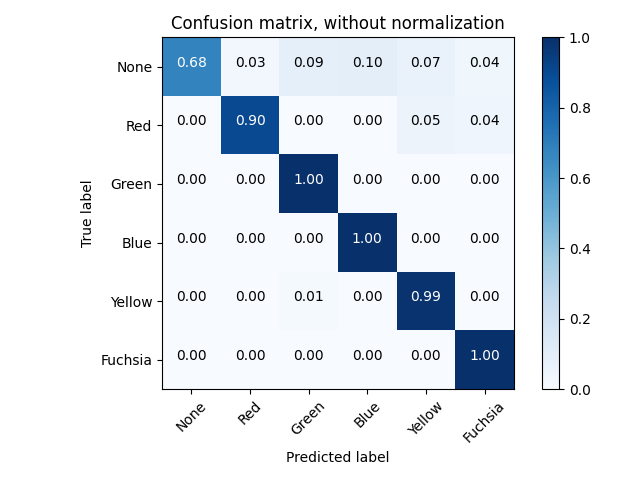 Confusion matrix, without normalization
None 0.68 0.03 0.09 0.10 0.07 0.04
Red 0.00 0.90 0.00 0.00 0.05 0.04
Green 0.00 0.00 1.00 0.00 0.00 0.00
Blue 0.00 0.00 0.00 1.00 0.00 0.00
Yellow 0.00 0.00 0.01 0.00 0.99 0.00
Fuchsia 0.00 0.00 0.00 0.00 0.00 1.00
True label
None Red Green Blue Yellow Fuchsia
Predicted label
1.0
0.8
0.6
0.4
0.2
0.0